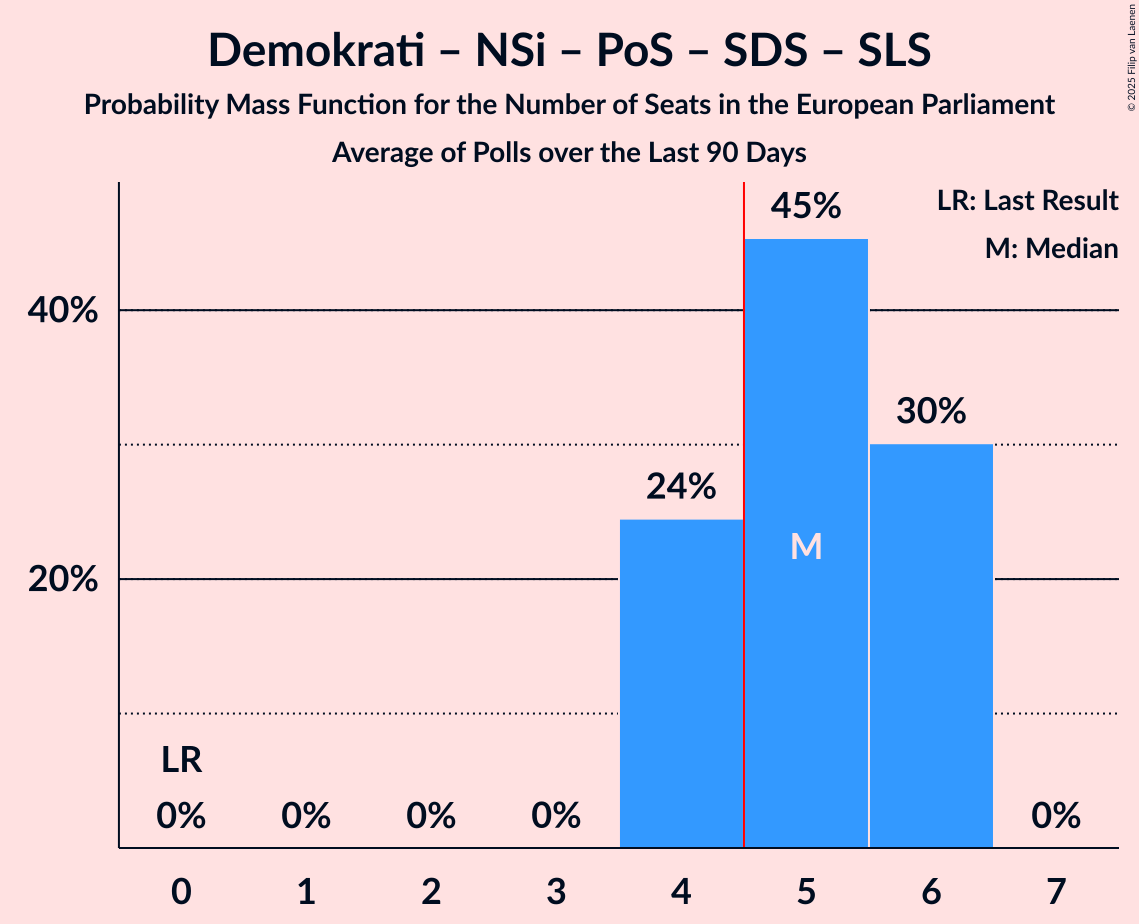 Demokrati – NSi – PoS – SDS – SLS
Probability Mass Function for the Number of Seats in the European Parliament
Average of Polls over the Last 90 Days
© 2025 Filip van Laenen
LR: Last Result
M: Median
45%
40%
30%
24%
M
20%
LR
0% 0% 0% 0% 0%
0 1 2 3 4 5 6 7